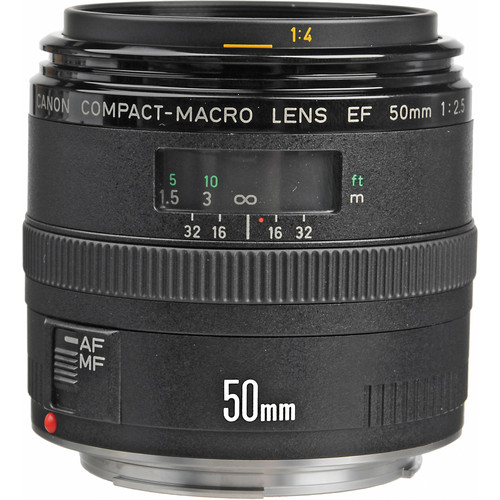 1:4
CANON COMPACT-MACRO LENS EF 50mm 1:2.5
5 10 ft
1.5 3 ∞ m
32 16 16 32
AF
MF
50mm